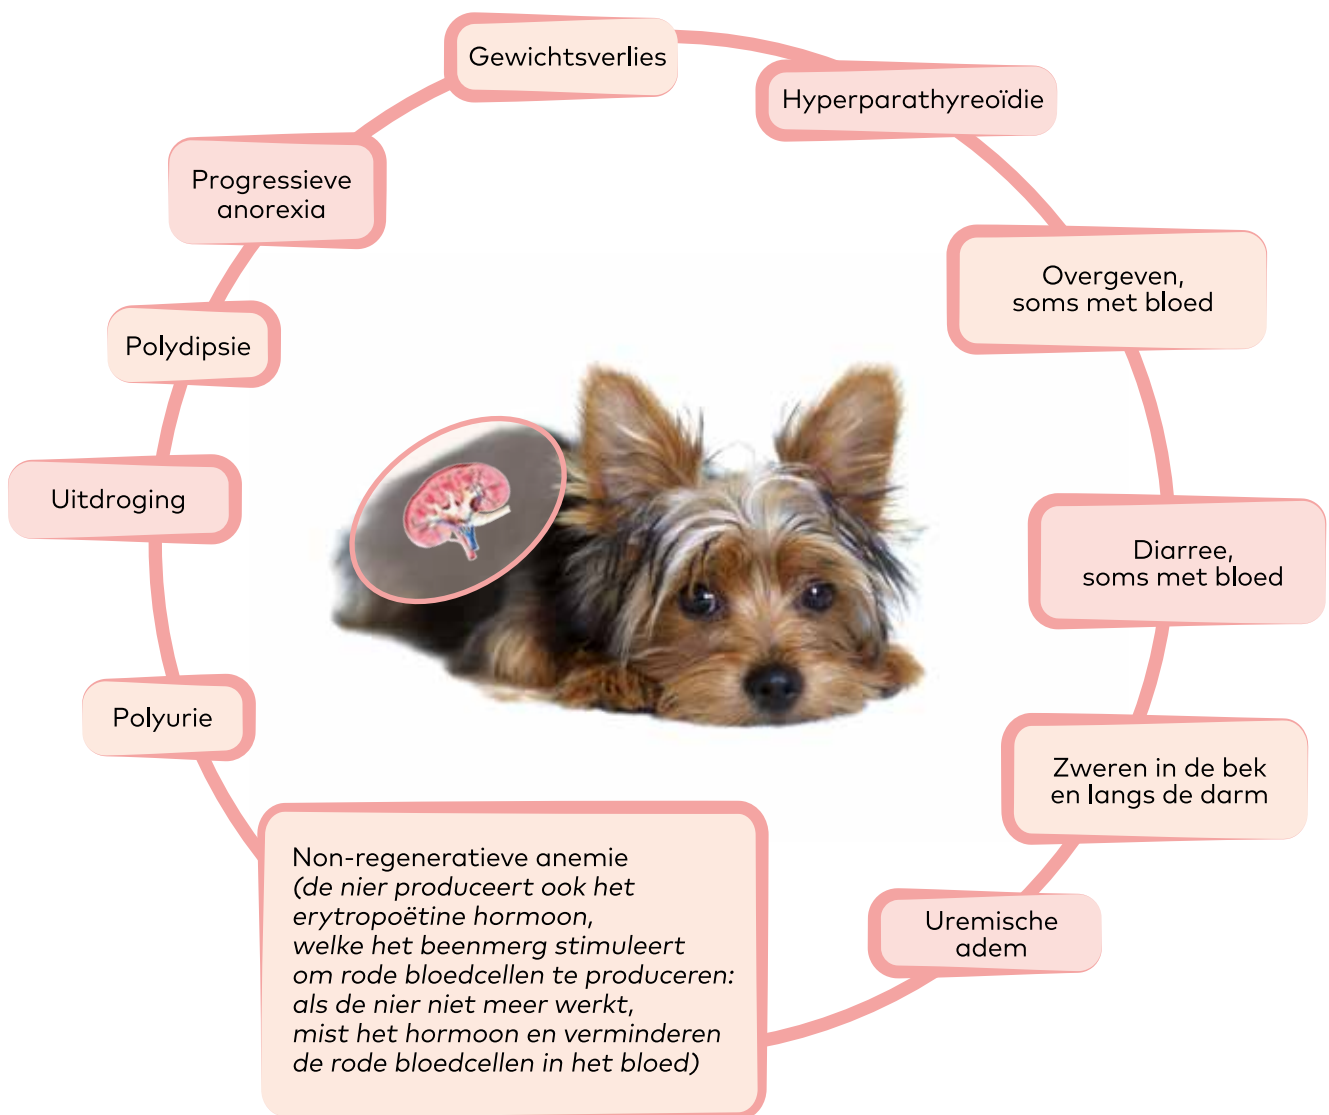 Gewichtsverlies
Hyperparathyreoïdie
Overgeven,
soms met bloed
Diarree,
soms met bloed
Zweren in de bek
en langs de darm
Uremische
adem
Non-regeneratieve anemie
(de nier produceert ook het
erytropoëtine hormoon,
welke het beenmerg stimuleert
om rode bloedcellen te produceren:
als de nier niet meer werkt,
mist het hormoon en verminderen
de rode bloedcellen in het bloed)
Polyurie
Uitdroging
Polydipsie
Progressieve
anorexia